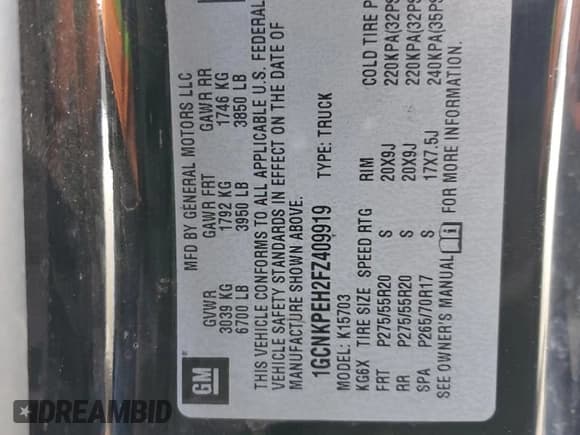 MFD BY GENERAL MOTORS LLC
GVWR GAWR FRT GAWR RR
3039 KG 1792 KG 1746 KG
6700 LB 3950 LB 3850 LB
THIS VEHICLE CONFORMS TO ALL APPLICABLE U.S. FEDERAL
VEHICLE SAFETY STANDARDS IN EFFECT ON THE DATE OF
MANUFACTURE SHOWN ABOVE.
1GCNKPEH2FZ409919 TYPE: TRUCK
MODEL: K15703
KG6X TIRE SIZE SPEED RTG RIM COLD TIRE P
FRT P275/55R20 S 20X9J 220KPA(32PS
RR P275/55R20 S 20X9J 220KPA(32PS
SPA P265/70R17 S 17X7.5J 240KPA(35PS
SEE OWNER'S MANUAL FOR MORE INFORMATION.
GM
DREAMBID